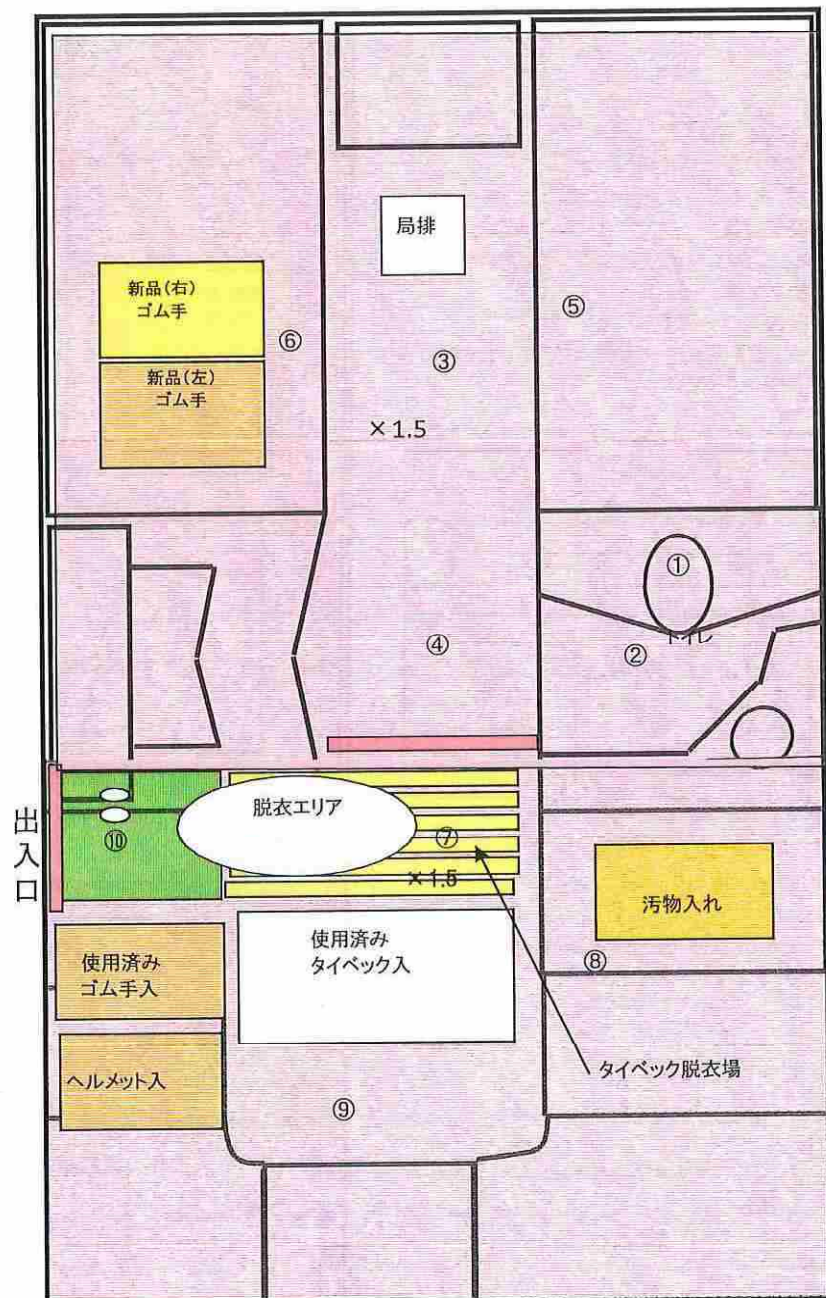 局排
新品(右)
ゴム手
⑥
⑤
③
新品(左)
ゴム手
×1.5
①
トイレ
②
④
出入口
脱衣エリア
⑦
⑩
×1.5
汚物入れ
使用済み
タイベック入
使用済み
ゴム手入
⑧
タイベック脱衣場
ヘルメット入
⑨